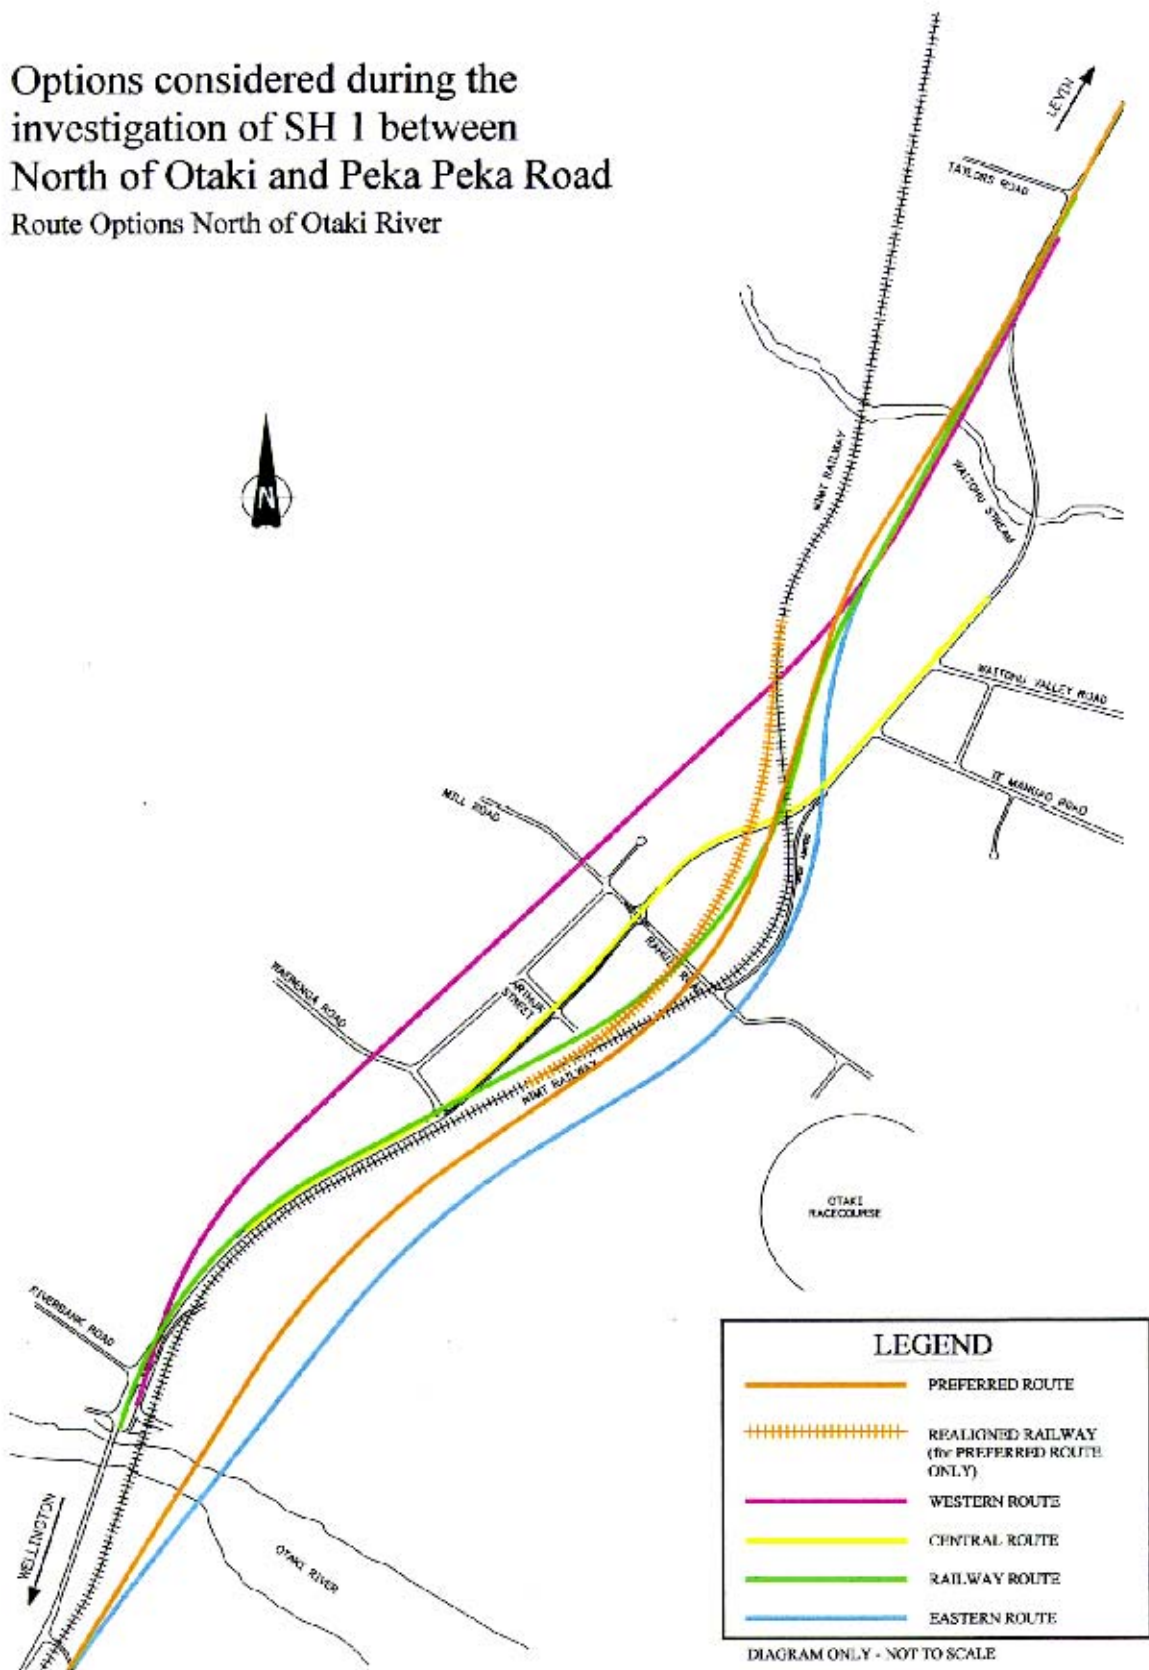 Options considered during the
investigation of SH 1 between
North of Otaki and Peka Peka Road
Route Options North of Otaki River
LEVIN
TAYLORS ROAD
NIMT RAILWAY
WAITOHU STREAM
N
WAITOHU VALLEY ROAD
TE MANUAO ROAD
MILL ROAD
RAHUI ROAD
ARTHUR
STREET
WAERENGA ROAD
NIMT RAILWAY
OTAKI
RACECOURSE
RIVERBANK ROAD
WELLINGTON
OTAKI RIVER
LEGEND
PREFERRED ROUTE
REALIGNED RAILWAY
(for PREFERRED ROUTE
ONLY)
WESTERN ROUTE
CENTRAL ROUTE
RAILWAY ROUTE
EASTERN ROUTE
DIAGRAM ONLY - NOT TO SCALE